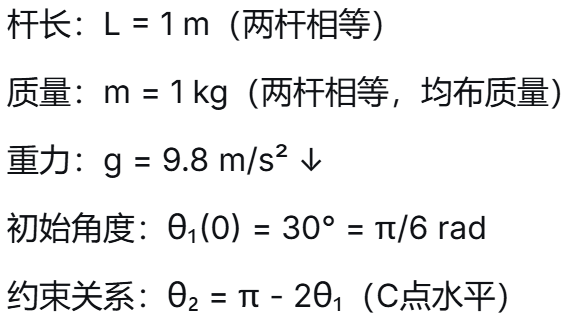 杆长：L = 1 m（两杆相等）
质量：m = 1 kg（两杆相等，均布质量）
重力：g = 9.8 m/s² ↓
初始角度：θ₁(0) = 30° = π/6 rad
约束关系：θ₂ = π - 2θ₁（C点水平）